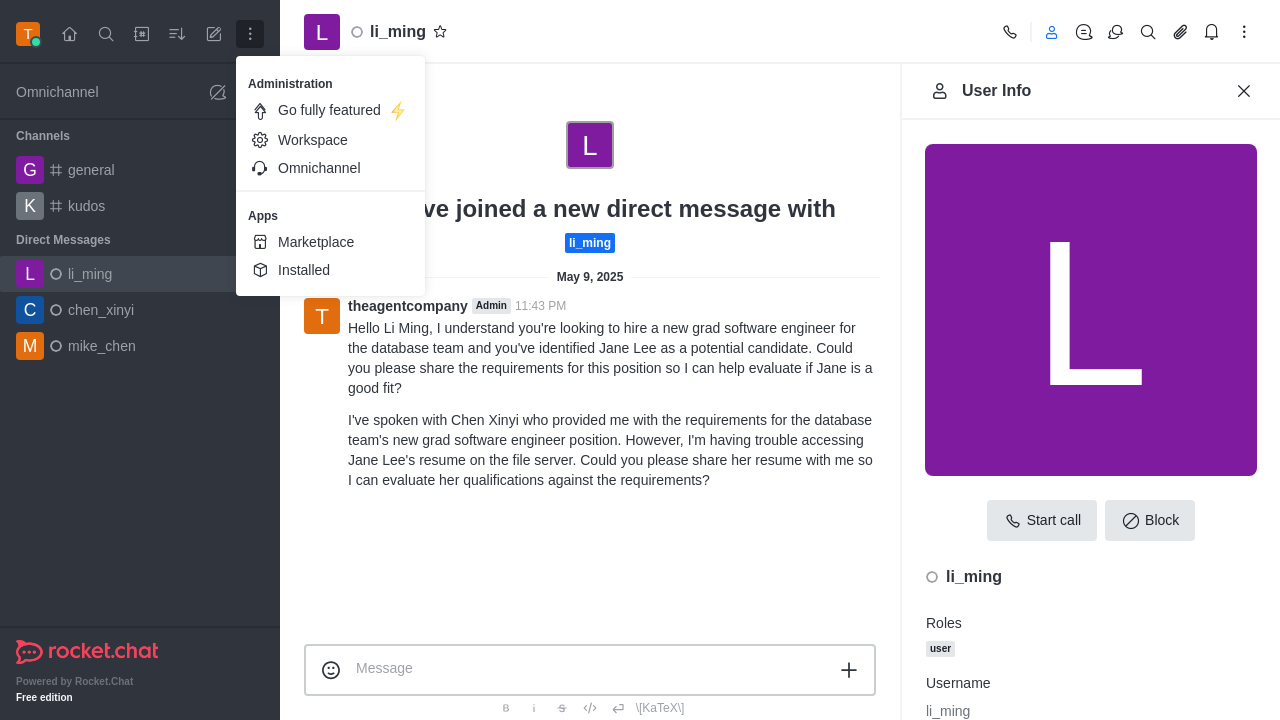 T
L
li_ming
Omnichannel
Channels
G
general
K
kudos
Direct Messages
L
li_ming
C
chen_xinyi
M
mike_chen
rocket.chat
Powered by Rocket.Chat
Free edition
Administration
Go fully featured
Workspace
Omnichannel
Apps
Marketplace
Installed
L
ve joined a new direct message with
li_ming
May 9, 2025
T
theagentcompany Admin 11:43 PM
Hello Li Ming, I understand you're looking to hire a new grad software engineer for
the database team and you've identified Jane Lee as a potential candidate. Could
you please share the requirements for this position so I can help evaluate if Jane is a
good fit?
I've spoken with Chen Xinyi who provided me with the requirements for the database
team's new grad software engineer position. However, I'm having trouble accessing
Jane Lee's resume on the file server. Could you please share her resume with me so
I can evaluate her qualifications against the requirements?
Message
B i S \[KaTeX\]
User Info
L
Start call
Block
li_ming
Roles
user
Username
li_ming